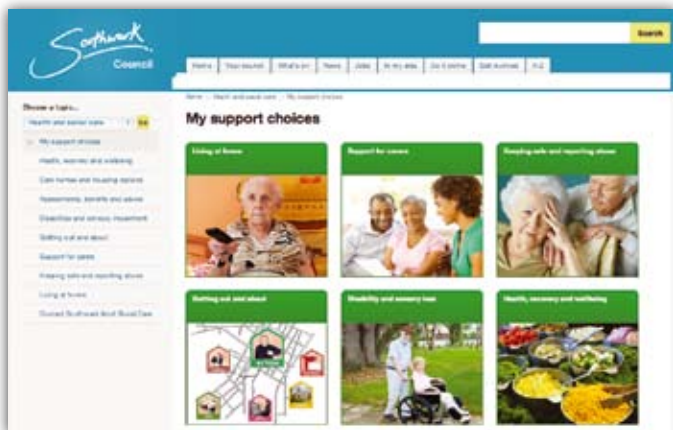 Southwark
Council
Search
Home Your council What's on News Jobs In my area Do it online Get involved A-Z
Home Health and social care My support choices
Choose a topic...
Health and social care Go
My support choices
My support choices
Health, recovery and wellbeing
Care homes and housing options
Assessments, benefits and advice
Disabilities and sensory impairment
Getting out and about
Support for carers
Keeping safe and reporting abuse
Living at home
Southwark Adult Social Care
Living at home
Support for carers
Keeping safe and reporting abuse
Getting out and about
Disability and sensory loss
Health, recovery and wellbeing